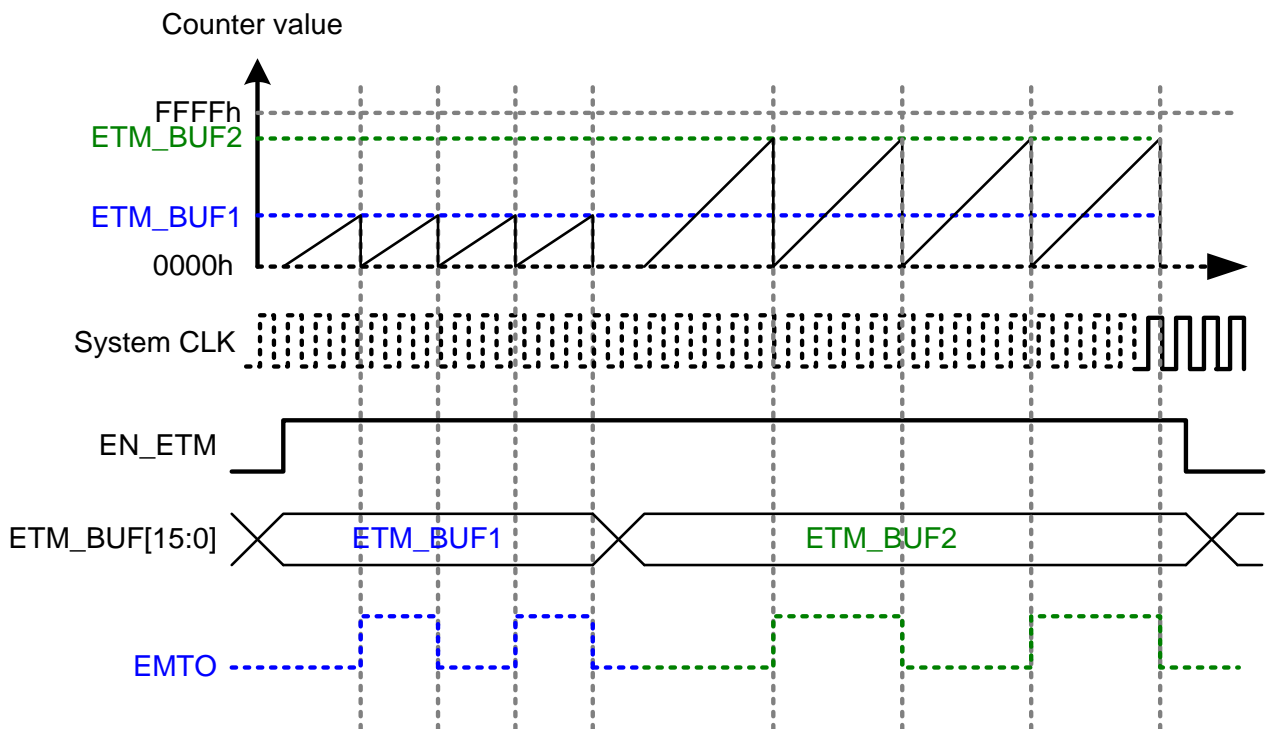 Counter value
FFFFh
ETM_BUF2
ETM_BUF1
0000h
System CLK
EN_ETM
ETM_BUF[15:0]
ETM_BUF1
ETM_BUF2
EMTO